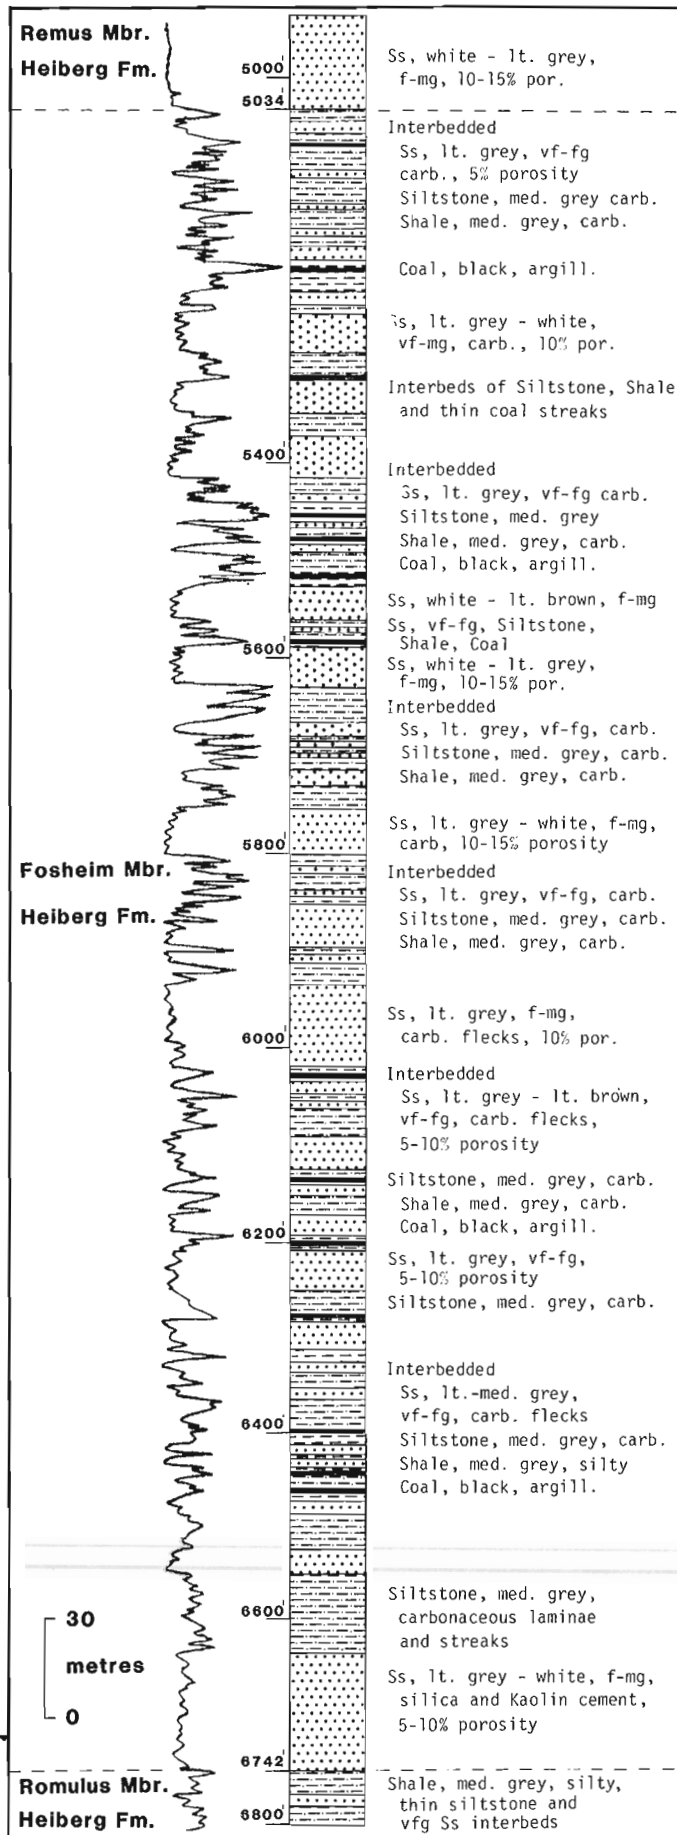 Remus Mbr.
Heiberg Fm.
5000'
5034'
Ss, white - lt. grey,
f-mg, 10-15% por.
Interbedded
Ss, lt. grey, vf-fg
carb., 5% porosity
Siltstone, med. grey carb.
Shale, med. grey, carb.
Coal, black, argill.
Ss, lt. grey - white,
vf-mg, carb., 10% por.
Interbeds of Siltstone, Shale
and thin coal streaks
5400'
Interbedded
Ss, lt. grey, vf-fg carb.
Siltstone, med. grey
Shale, med. grey, carb.
Coal, black, argill.
Ss, white - lt. brown, f-mg
Ss, vf-fg, Siltstone,
Shale, Coal
5600'
Ss, white - lt. grey,
f-mg, 10-15% por.
Interbedded
Ss, lt. grey, vf-fg, carb.
Siltstone, med. grey, carb.
Shale, med. grey, carb.
Ss, lt. grey - white, f-mg,
carb, 10-15% porosity
5800'
Fosheim Mbr.
Heiberg Fm.
Interbedded
Ss, lt. grey, vf-fg, carb.
Siltstone, med. grey, carb.
Shale, med. grey, carb.
Ss, lt. grey, f-mg,
carb. flecks, 10% por.
6000'
Interbedded
Ss, lt. grey - lt. brown,
vf-fg, carb. flecks,
5-10% porosity
Siltstone, med. grey, carb.
Shale, med. grey, carb.
Coal, black, argill.
6200'
Ss, lt. grey, vf-fg,
5-10% porosity
Siltstone, med. grey, carb.
Interbedded
Ss, lt.-med. grey,
vf-fg, carb. flecks
6400'
Siltstone, med. grey, carb.
Shale, med. grey, silty
Coal, black, argill.
Siltstone, med. grey,
carbonaceous laminae
and streaks
6600'
30
metres
0
Ss, lt. grey - white, f-mg,
silica and Kaolin cement,
5-10% porosity
6742'
Romulus Mbr.
Heiberg Fm.
6800'
Shale, med. grey, silty,
thin siltstone and
vfg Ss interbeds